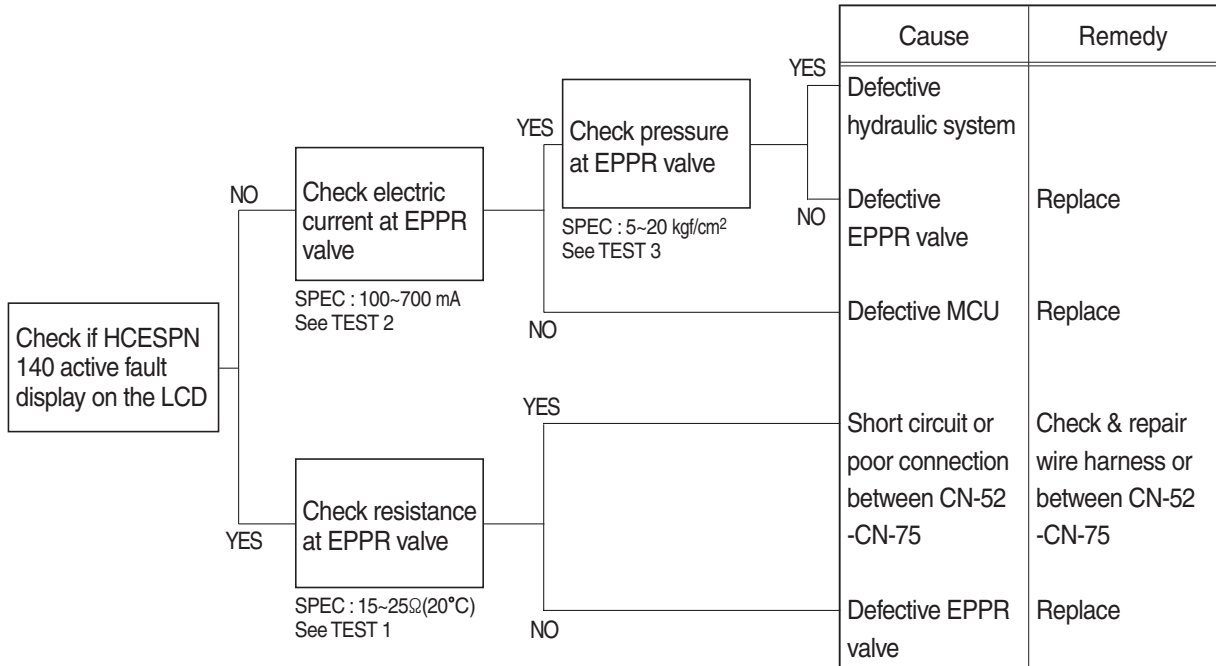 Check if HCESPN
140 active fault
display on the LCD
NO
YES
Check electric
current at EPPR
valve
SPEC : 100~700 mA
See TEST 2
Check resistance
at EPPR valve
SPEC : 15~25Ω(20°C)
See TEST 1
YES
NO
Check pressure
at EPPR valve
SPEC : 5~20 kgf/cm²
See TEST 3
YES
NO
YES
NO
Cause
Remedy
Defective
hydraulic system
Defective
EPPR valve
Replace
Defective MCU
Replace
Short circuit or
poor connection
between CN-52
-CN-75
Check & repair
wire harness or
between CN-52
-CN-75
Defective EPPR
valve
Replace